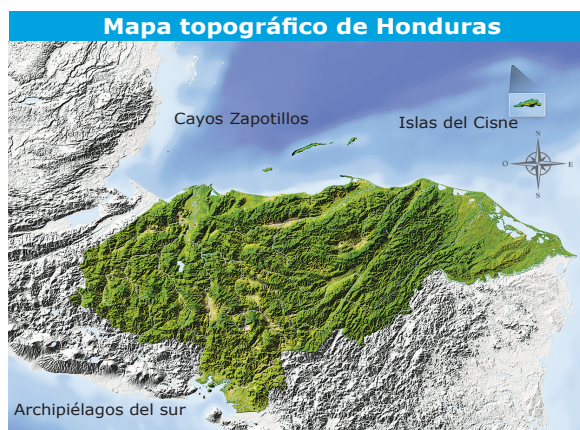 Mapa topográfico de Honduras
Cayos Zapotillos
Islas del Cisne
N
O E
S
Archipiélagos del sur